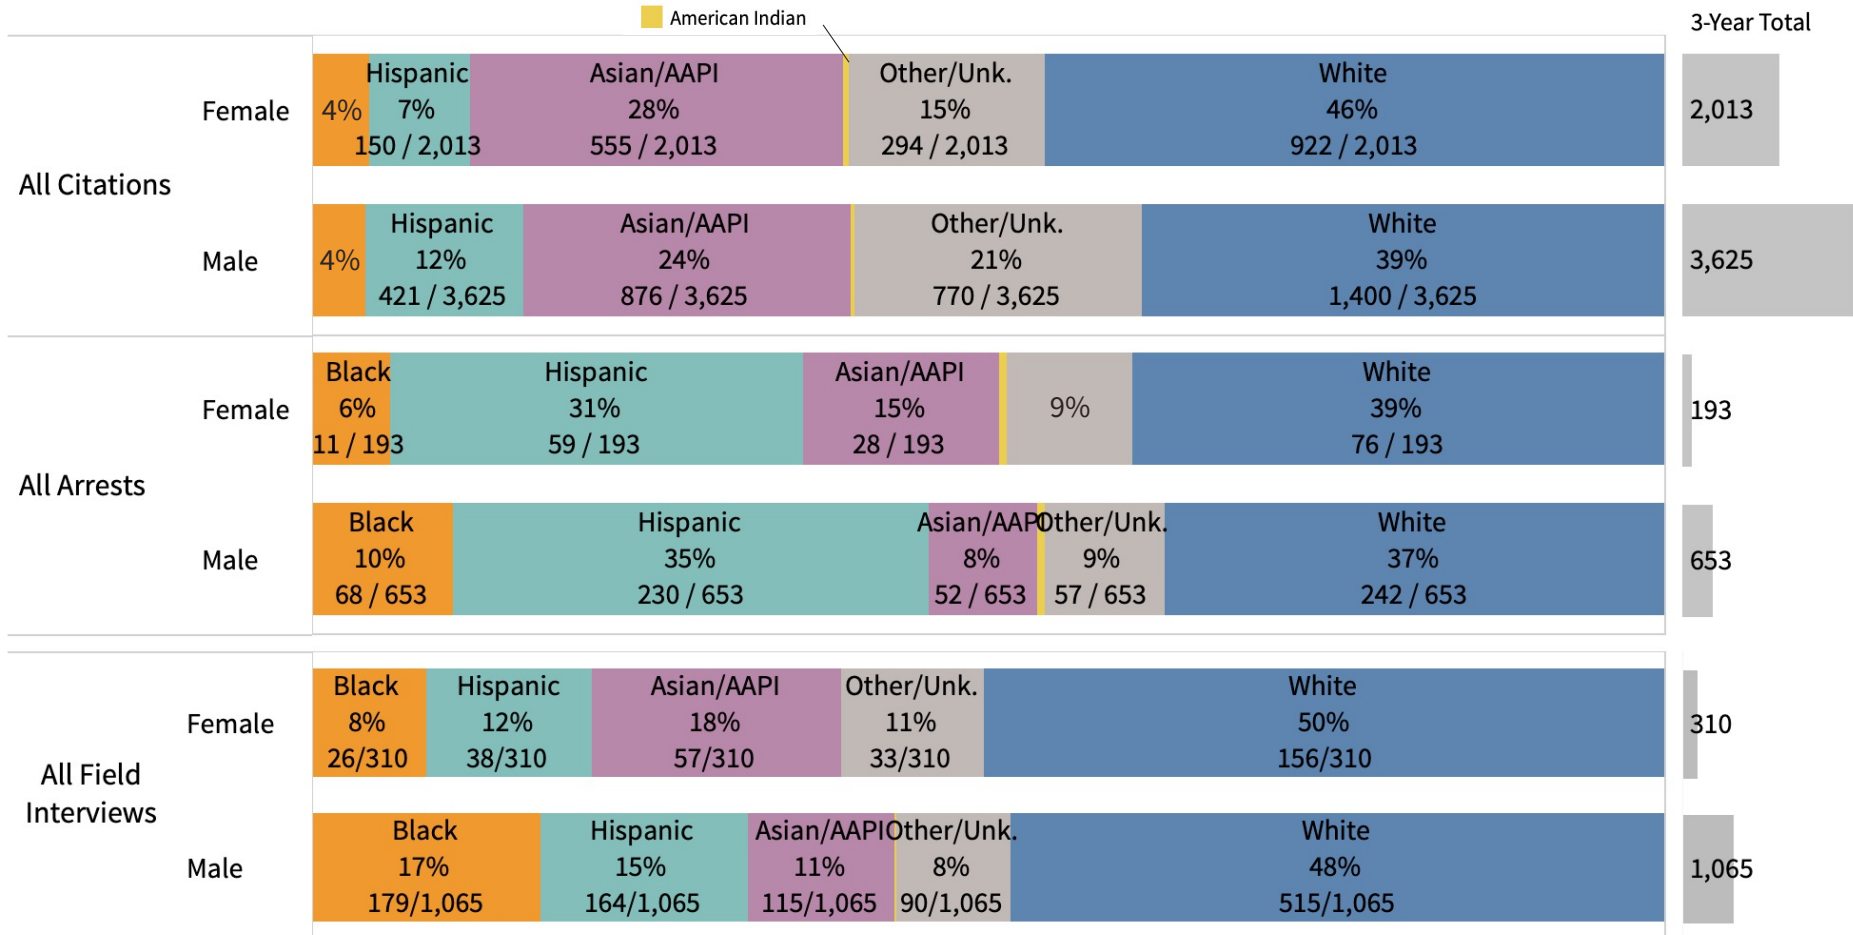 American Indian
3-Year Total
All Citations
Female
4%
Hispanic
7%
150 / 2,013
Asian/AAPI
28%
555 / 2,013
Other/Unk.
15%
294 / 2,013
White
46%
922 / 2,013
2,013
Male
4%
Hispanic
12%
421 / 3,625
Asian/AAPI
24%
876 / 3,625
Other/Unk.
21%
770 / 3,625
White
39%
1,400 / 3,625
3,625
All Arrests
Female
Black
6%
11 / 193
Hispanic
31%
59 / 193
Asian/AAPI
15%
28 / 193
9%
White
39%
76 / 193
193
Male
Black
10%
68 / 653
Hispanic
35%
230 / 653
Asian/AAPI
8%
52 / 653
Other/Unk.
9%
57 / 653
White
37%
242 / 653
653
All Field
Interviews
Female
Black
8%
26/310
Hispanic
12%
38/310
Asian/AAPI
18%
57/310
Other/Unk.
11%
33/310
White
50%
156/310
310
Male
Black
17%
179/1,065
Hispanic
15%
164/1,065
Asian/AAPI
11%
115/1,065
Other/Unk.
8%
90/1,065
White
48%
515/1,065
1,065